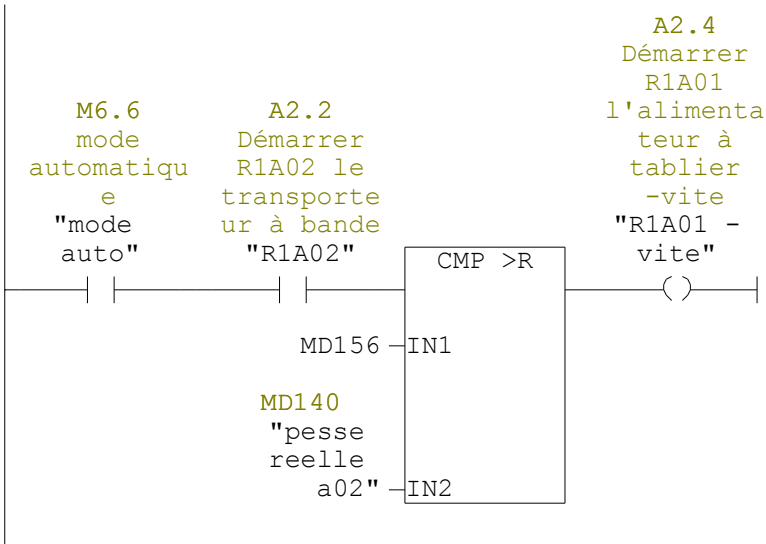 M6.6
mode
automatiqu
e
"mode
auto"
A2.2
Démarrer
R1A02 le
transporte
ur à bande
"R1A02"
A2.4
Démarrer
R1A01
l'alimenta
teur à
tablier
-vite
"R1A01 -
vite"
CMP >R
MD156
IN1
MD140
"pesse
reelle
a02"
IN2